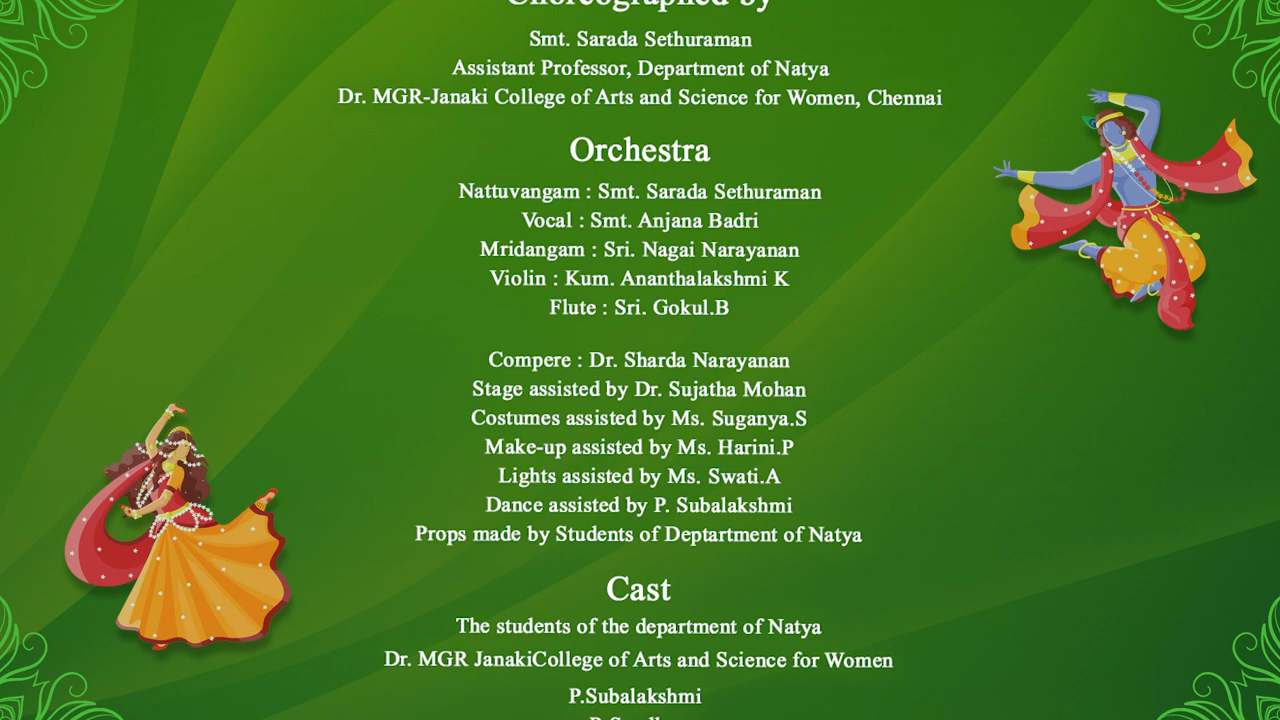 Choreographed by
Smt. Sarada Sethuraman
Assistant Professor, Department of Natya
Dr. MGR-Janaki College of Arts and Science for Women, Chennai
Orchestra
Nattuvangam : Smt. Sarada Sethuraman
Vocal : Smt. Anjana Badri
Mridangam : Sri. Nagai Narayanan
Violin : Kum. Ananthalakshmi K
Flute : Sri. Gokul.B
Compere : Dr. Sharda Narayanan
Stage assisted by Dr. Sujatha Mohan
Costumes assisted by Ms. Suganya.S
Make-up assisted by Ms. Harini.P
Lights assisted by Ms. Swati.A
Dance assisted by P. Subalakshmi
Props made by Students of Deptartment of Natya
Cast
The students of the department of Natya
Dr. MGR JanakiCollege of Arts and Science for Women
P.Subalakshmi